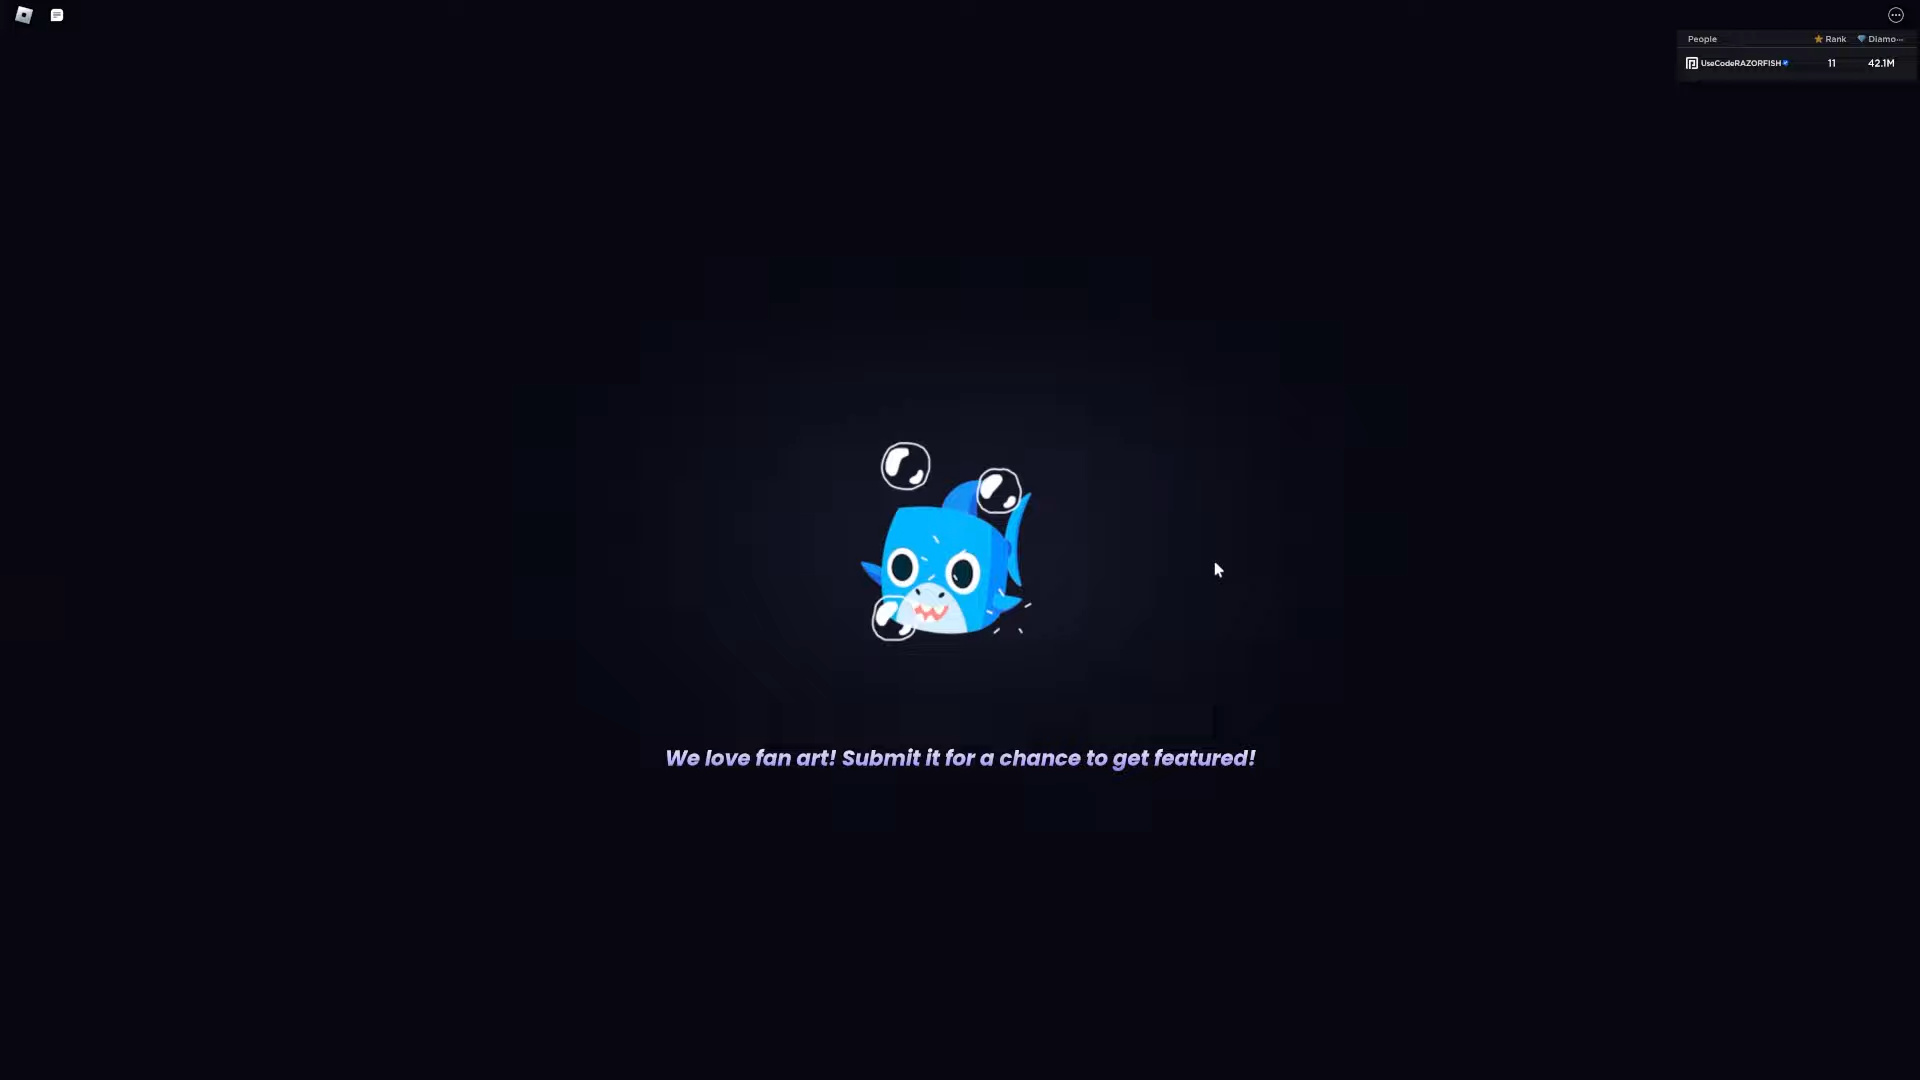 People Rank Diamo...
UseCodeRAZORFISH 11 42.1M
We love fan art! Submit it for a chance to get featured!